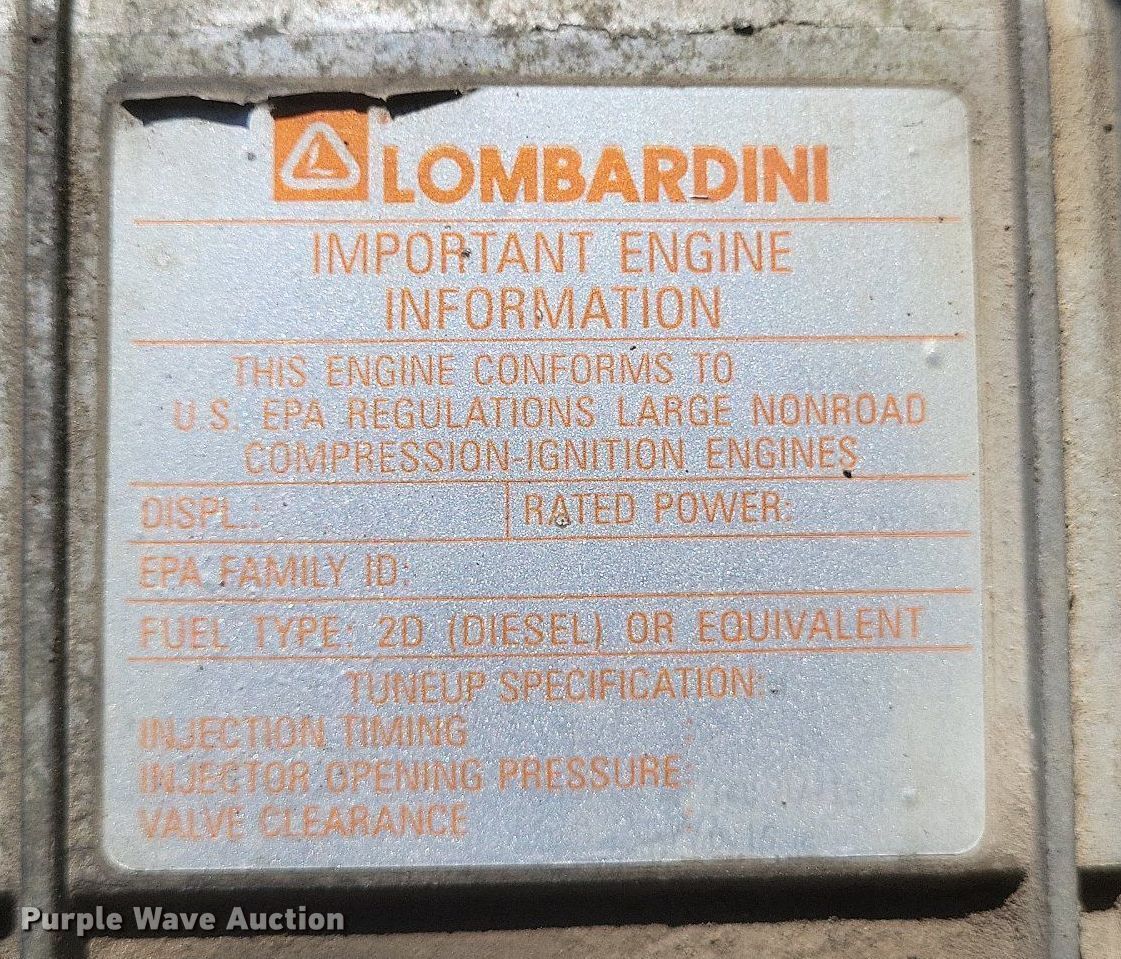 LOMBARDINI
IMPORTANT ENGINE
INFORMATION
THIS ENGINE CONFORMS TO
U.S. EPA REGULATIONS LARGE NONROAD
COMPRESSION-IGNITION ENGINES
DISPL.: RATED POWER:
EPA FAMILY ID:
FUEL TYPE: 2D (DIESEL) OR EQUIVALENT
TUNEUP SPECIFICATION:
INJECTION TIMING :
INJECTOR OPENING PRESSURE:
VALVE CLEARANCE :
Purple Wave Auction